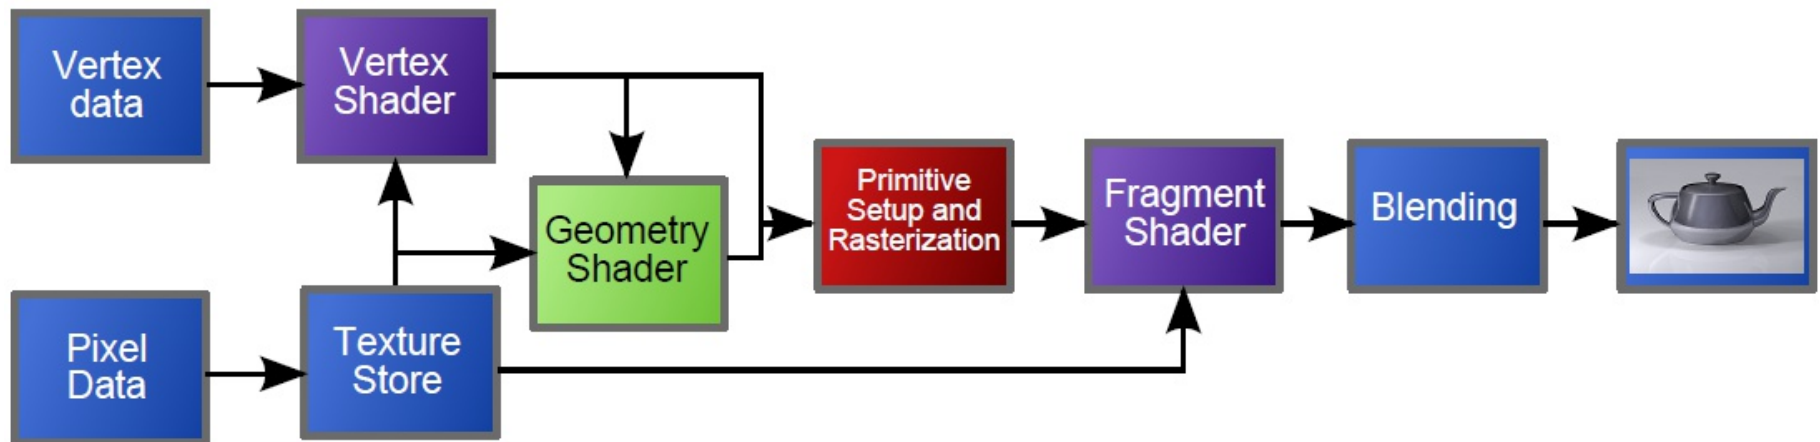 Vertex
data
Vertex
Shader
Geometry
Shader
Primitive
Setup and
Rasterization
Fragment
Shader
Blending
Pixel
Data
Texture
Store